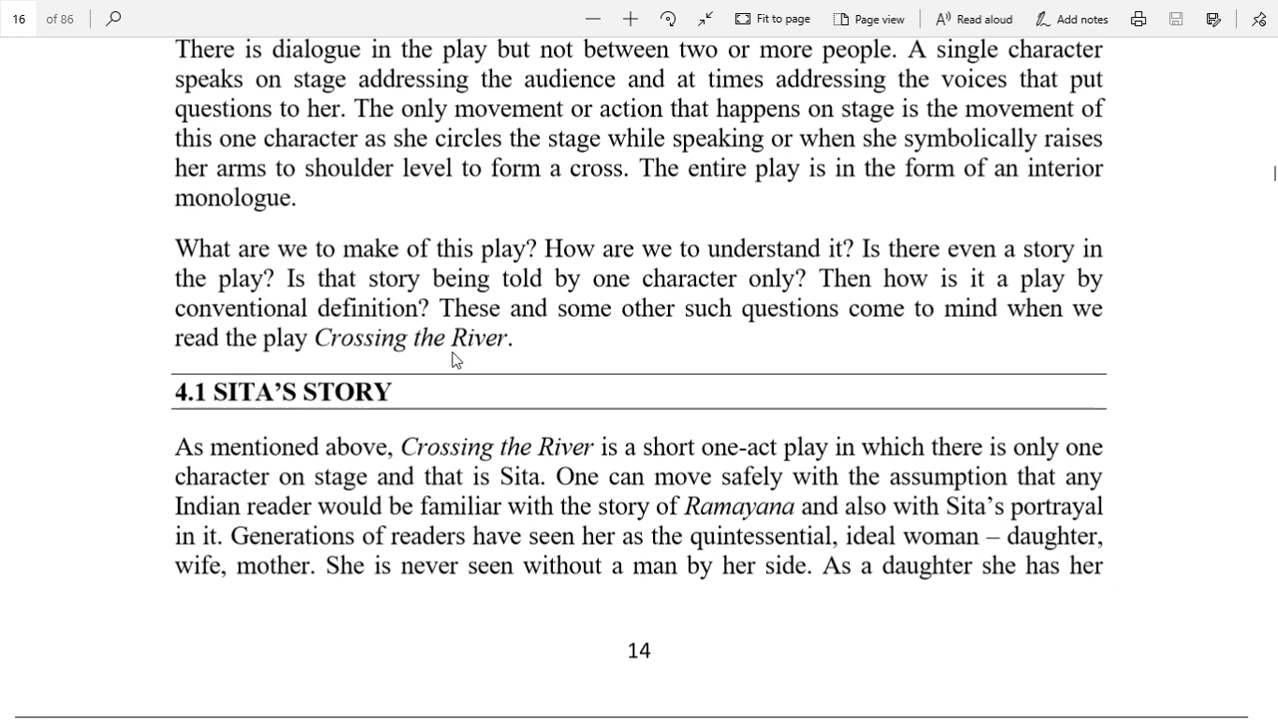 16 of 86 Fit to page Page view Read aloud Add notes
There is dialogue in the play but not between two or more people. A single character
speaks on stage addressing the audience and at times addressing the voices that put
questions to her. The only movement or action that happens on stage is the movement of
this one character as she circles the stage while speaking or when she symbolically raises
her arms to shoulder level to form a cross. The entire play is in the form of an interior
monologue.
What are we to make of this play? How are we to understand it? Is there even a story in
the play? Is that story being told by one character only? Then how is it a play by
conventional definition? These and some other such questions come to mind when we
read the play Crossing the River.
4.1 SITA’S STORY
As mentioned above, Crossing the River is a short one-act play in which there is only one
character on stage and that is Sita. One can move safely with the assumption that any
Indian reader would be familiar with the story of Ramayana and also with Sita’s portrayal
in it. Generations of readers have seen her as the quintessential, ideal woman – daughter,
wife, mother. She is never seen without a man by her side. As a daughter she has her
14